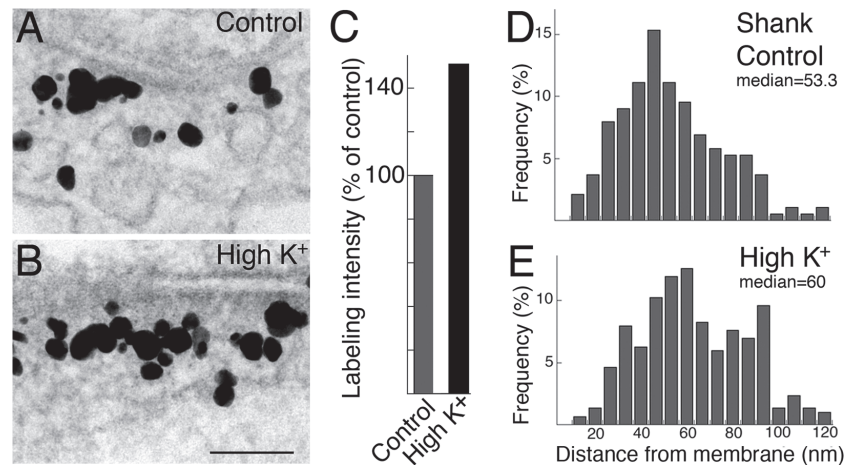 A
Control
B
High K⁺
C
Labeling intensity (% of control)
140
100
Control
High K⁺
D
Shank
Control
median=53.3
Frequency (%)
15
10
5
E
High K⁺
median=60
Frequency (%)
10
5
20 40 60 80 100 120
Distance from membrane (nm)